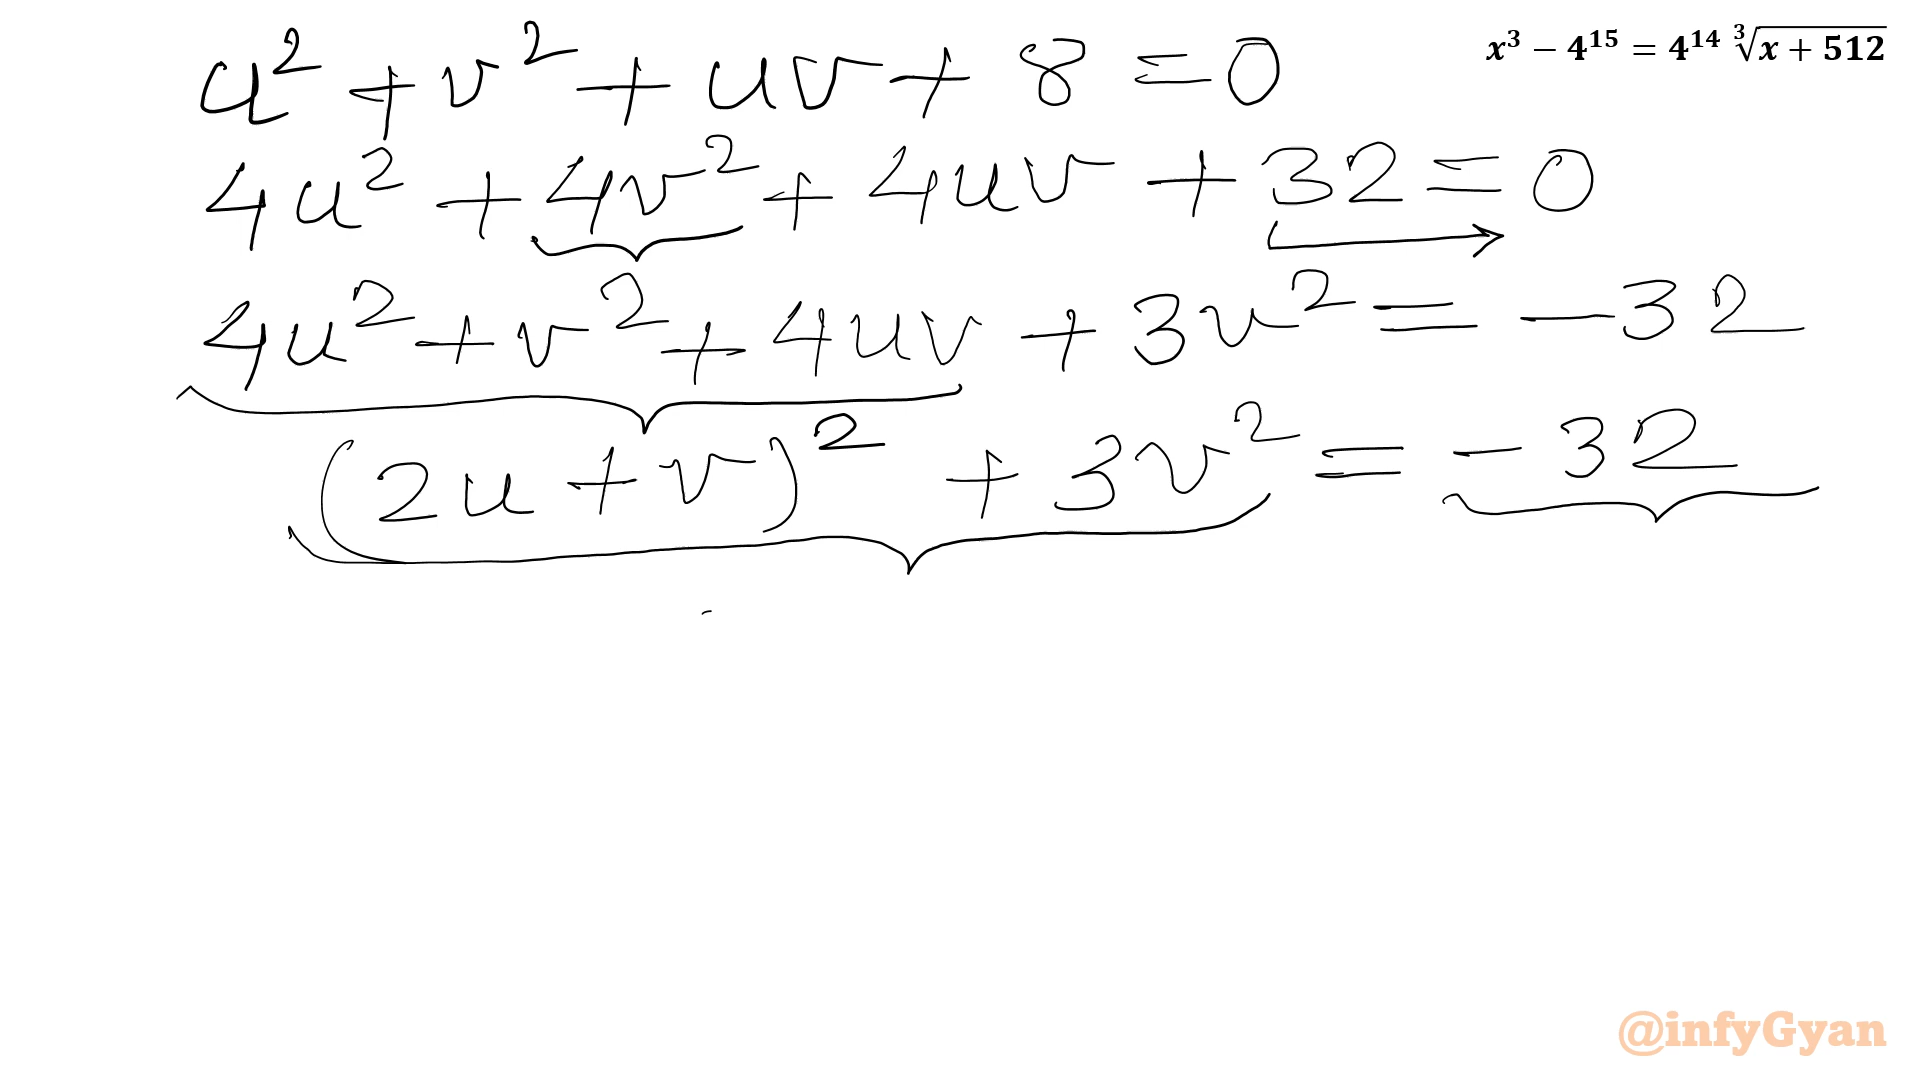 x³ − 4¹⁵ = 4¹⁴ ∛(x + 512)
u² + v² + uv + 8 = 0
4u² + 4v² + 4uv + 32 = 0
4u² + v² + 4uv + 3v² = −32
(2u + v)² + 3v² = −32
@infyGyan